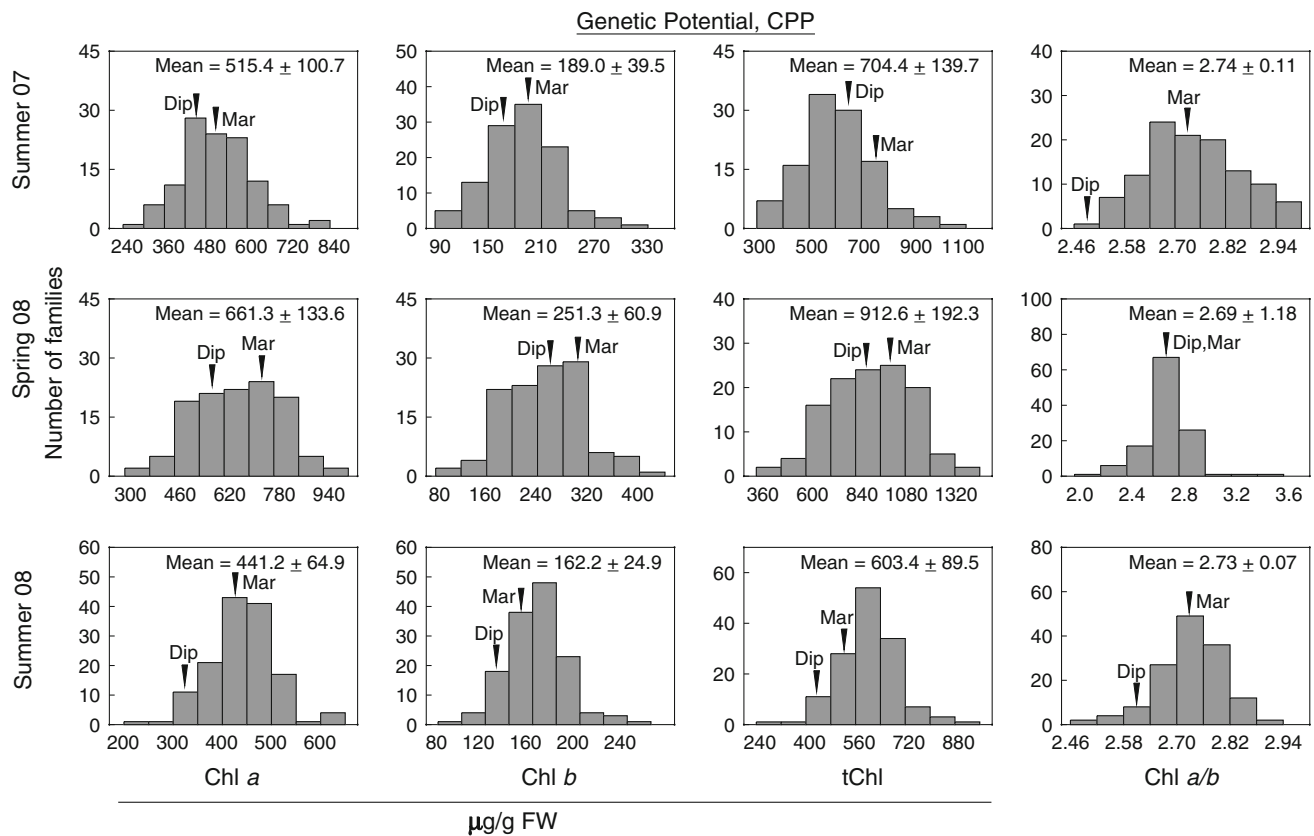 Genetic Potential, CPP
Summer 07
Spring 08
Summer 08
Number of families
45
30
15
0
Mean = 515.4 ± 100.7
Dip
Mar
240 360 480 600 720 840
50
40
30
20
10
0
Mean = 189.0 ± 39.5
Dip
Mar
90 150 210 270 330
45
30
15
0
Mean = 704.4 ± 139.7
Dip
Mar
300 500 700 900 1100
40
30
20
10
0
Mean = 2.74 ± 0.11
Mar
Dip
2.46 2.58 2.70 2.82 2.94
45
30
15
0
Mean = 661.3 ± 133.6
Dip
Mar
300 460 620 780 940
45
30
15
0
Mean = 251.3 ± 60.9
Dip
Mar
80 160 240 320 400
40
30
20
10
0
Mean = 912.6 ± 192.3
Dip
Mar
360 600 840 1080 1320
100
80
60
40
20
0
Mean = 2.69 ± 1.18
Dip,Mar
2.0 2.4 2.8 3.2 3.6
60
50
40
30
20
10
0
Mean = 441.2 ± 64.9
Mar
Dip
200 300 400 500 600
Chl a
60
50
40
30
20
10
0
Mean = 162.2 ± 24.9
Mar
Dip
80 120 160 200 240
Chl b
60
40
20
0
Mean = 603.4 ± 89.5
Mar
Dip
240 400 560 720 880
tChl
80
60
40
20
0
Mean = 2.73 ± 0.07
Mar
Dip
2.46 2.58 2.70 2.82 2.94
Chl a/b
µg/g FW